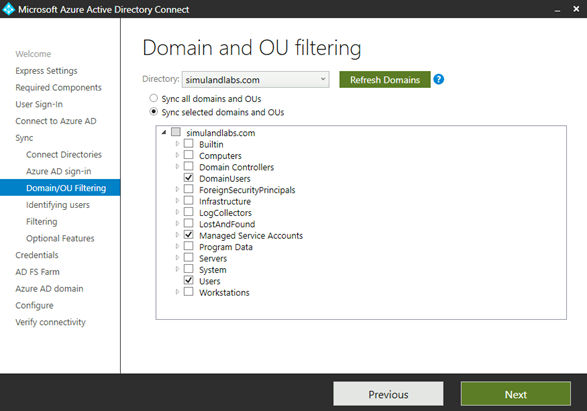 Microsoft Azure Active Directory Connect
Welcome
Express Settings
Required Components
User Sign-In
Connect to Azure AD
Sync
Connect Directories
Azure AD sign-in
Domain/OU Filtering
Identifying users
Filtering
Optional Features
Credentials
AD FS Farm
Azure AD domain
Configure
Verify connectivity
Domain and OU filtering
Directory: simulandlabs.com Refresh Domains ?
Sync all domains and OUs
Sync selected domains and OUs
simulandlabs.com
Builtin
Computers
Domain Controllers
DomainUsers
ForeignSecurityPrincipals
Infrastructure
LogCollectors
LostAndFound
Managed Service Accounts
Program Data
Servers
System
Users
Workstations
Previous Next